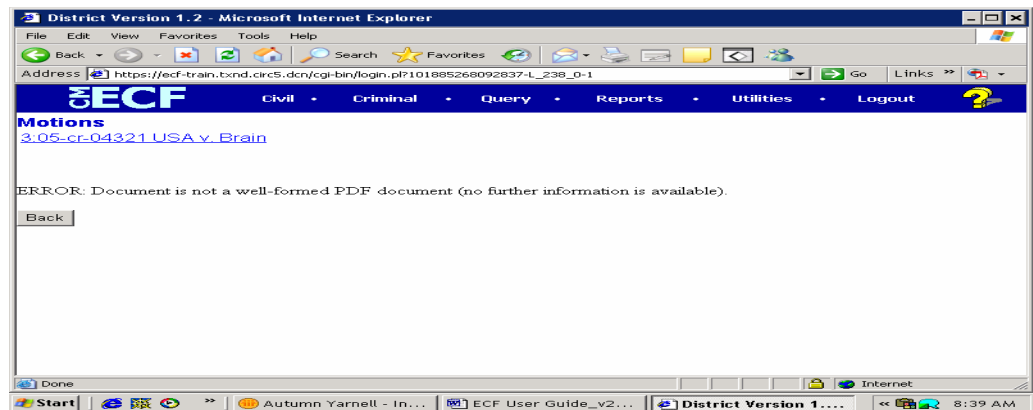 District Version 1.2 - Microsoft Internet Explorer
File Edit View Favorites Tools Help
Back Search Favorites
Address https://ecf-train.txnd.circ5.dcn/cgi-bin/login.pl?101885268092837-L_238_0-1 Go Links »
CM ECF Civil • Criminal • Query • Reports • Utilities • Logout ?
Motions
3:05-cr-04321 USA v. Brain
ERROR: Document is not a well-formed PDF document (no further information is available).
Back
Done Internet
Start » Autumn Yarnell - In... ECF User Guide_v2... District Version 1.... « 8:39 AM